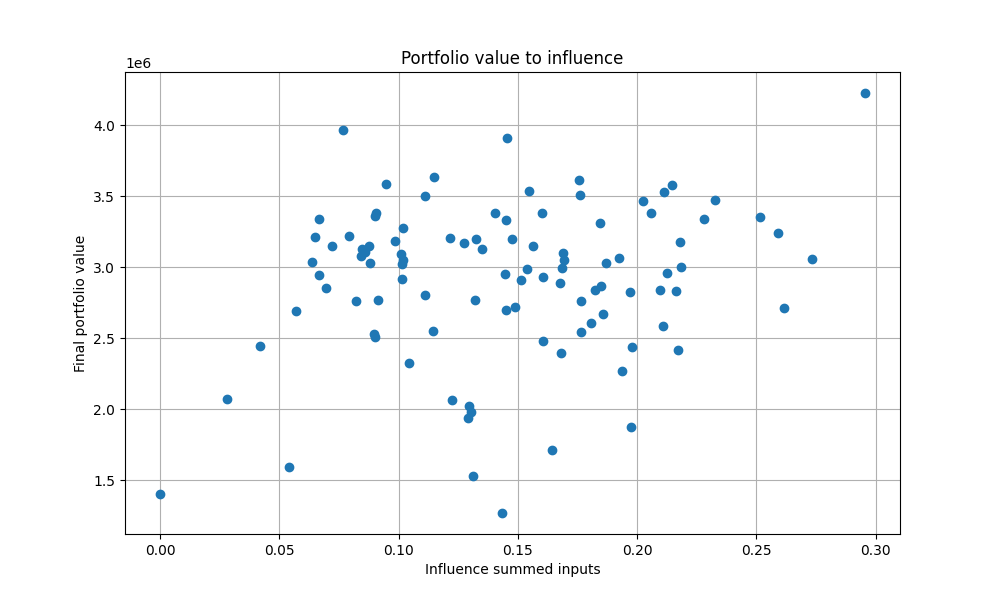 Portfolio value to influence
1e6
4.0
3.5
3.0
2.5
2.0
1.5
Final portfolio value
0.00 0.05 0.10 0.15 0.20 0.25 0.30
Influence summed inputs